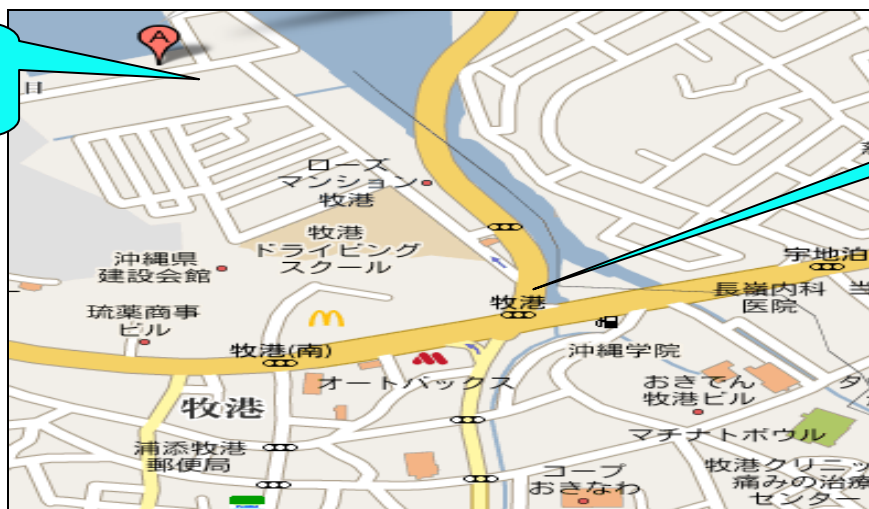 A
目
ローズ
マンション
牧港
牧港
ドライビング
スクール
沖縄県
建設会館
宇地泊
牧港
長嶺内科
医院
当
琉薬商事
ビル
牧港(南)
沖縄学院
オートバックス
おきでん
牧港ビル
タ
牧港
マチナトボウル
浦添牧港
郵便局
コープ
おきなわ
牧港クリニッ
痛みの治療
センター